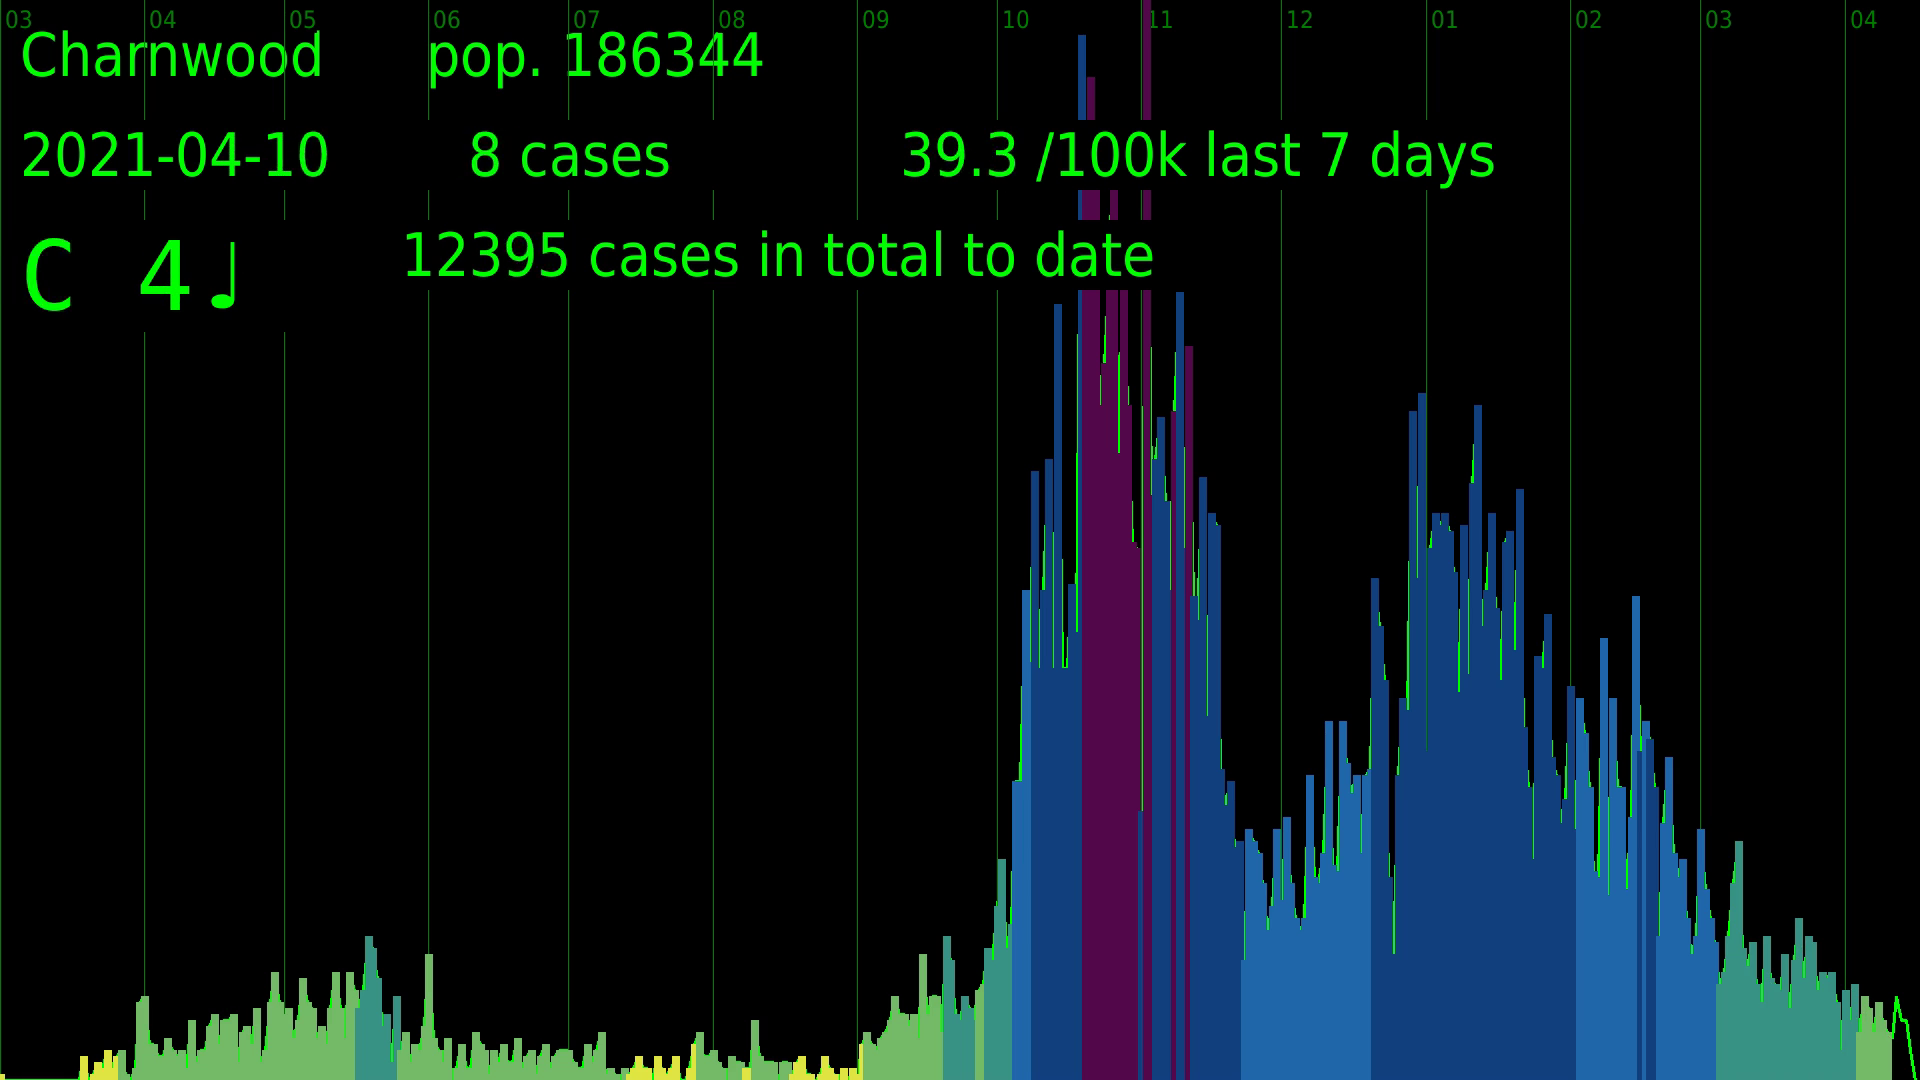 03 04 05 06 07 08 09 10 11 12 01 02 03 04
Charnwood pop. 186344
2021-04-10 8 cases 39.3 /100k last 7 days
C 4♩ 12395 cases in total to date